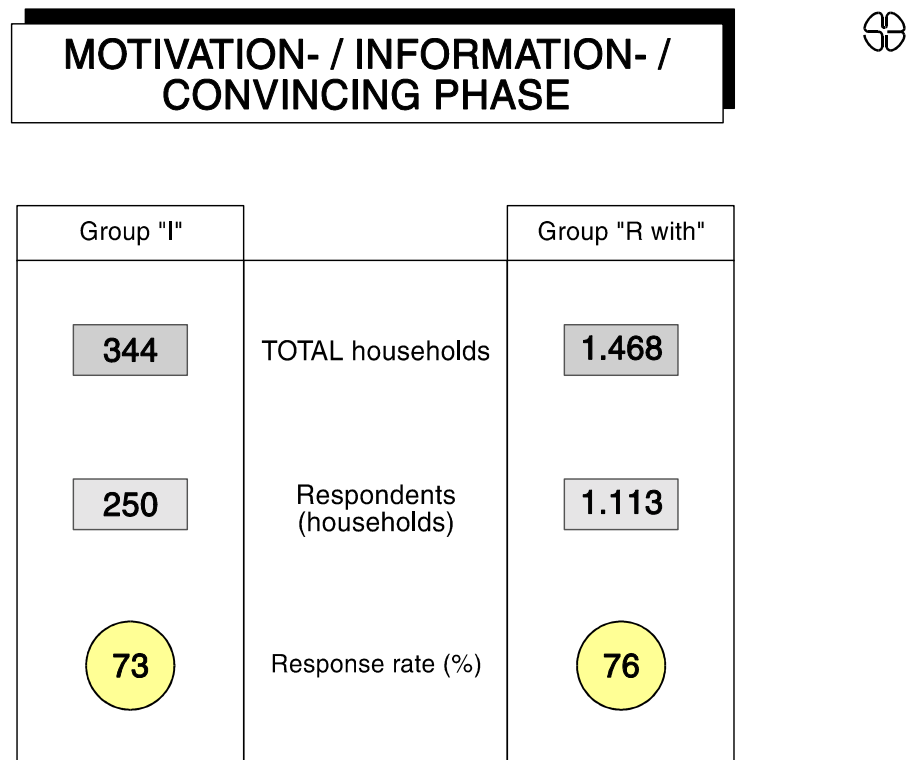 MOTIVATION- / INFORMATION- /
CONVINCING PHASE
Group "I"
Group "R with"
344
TOTAL households
1.468
250
Respondents
(households)
1.113
73
Response rate (%)
76